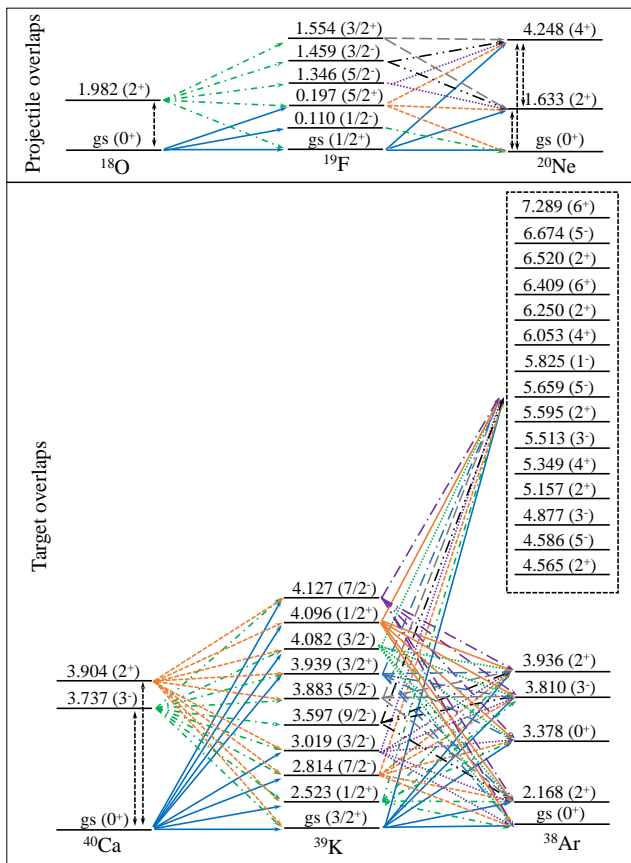 Projectile overlaps
1.982 (2⁺)
gs (0⁺)
¹⁸O
1.554 (3/2⁺)
1.459 (3/2⁻)
1.346 (5/2⁻)
0.197 (5/2⁺)
0.110 (1/2⁻)
gs (1/2⁺)
¹⁹F
4.248 (4⁺)
1.633 (2⁺)
gs (0⁺)
²⁰Ne
Target overlaps
3.904 (2⁺)
3.737 (3⁻)
gs (0⁺)
⁴⁰Ca
4.127 (7/2⁻)
4.096 (1/2⁺)
4.082 (3/2⁻)
3.939 (3/2⁺)
3.883 (5/2⁻)
3.597 (9/2⁻)
3.019 (3/2⁻)
2.814 (7/2⁻)
2.523 (1/2⁺)
gs (3/2⁺)
³⁹K
7.289 (6⁺)
6.674 (5⁻)
6.520 (2⁺)
6.409 (6⁺)
6.250 (2⁺)
6.053 (4⁺)
5.825 (1⁻)
5.659 (5⁻)
5.595 (2⁺)
5.513 (3⁻)
5.349 (4⁺)
5.157 (2⁺)
4.877 (3⁻)
4.586 (5⁻)
4.565 (2⁺)
3.936 (2⁺)
3.810 (3⁻)
3.378 (0⁺)
2.168 (2⁺)
gs (0⁺)
³⁸Ar